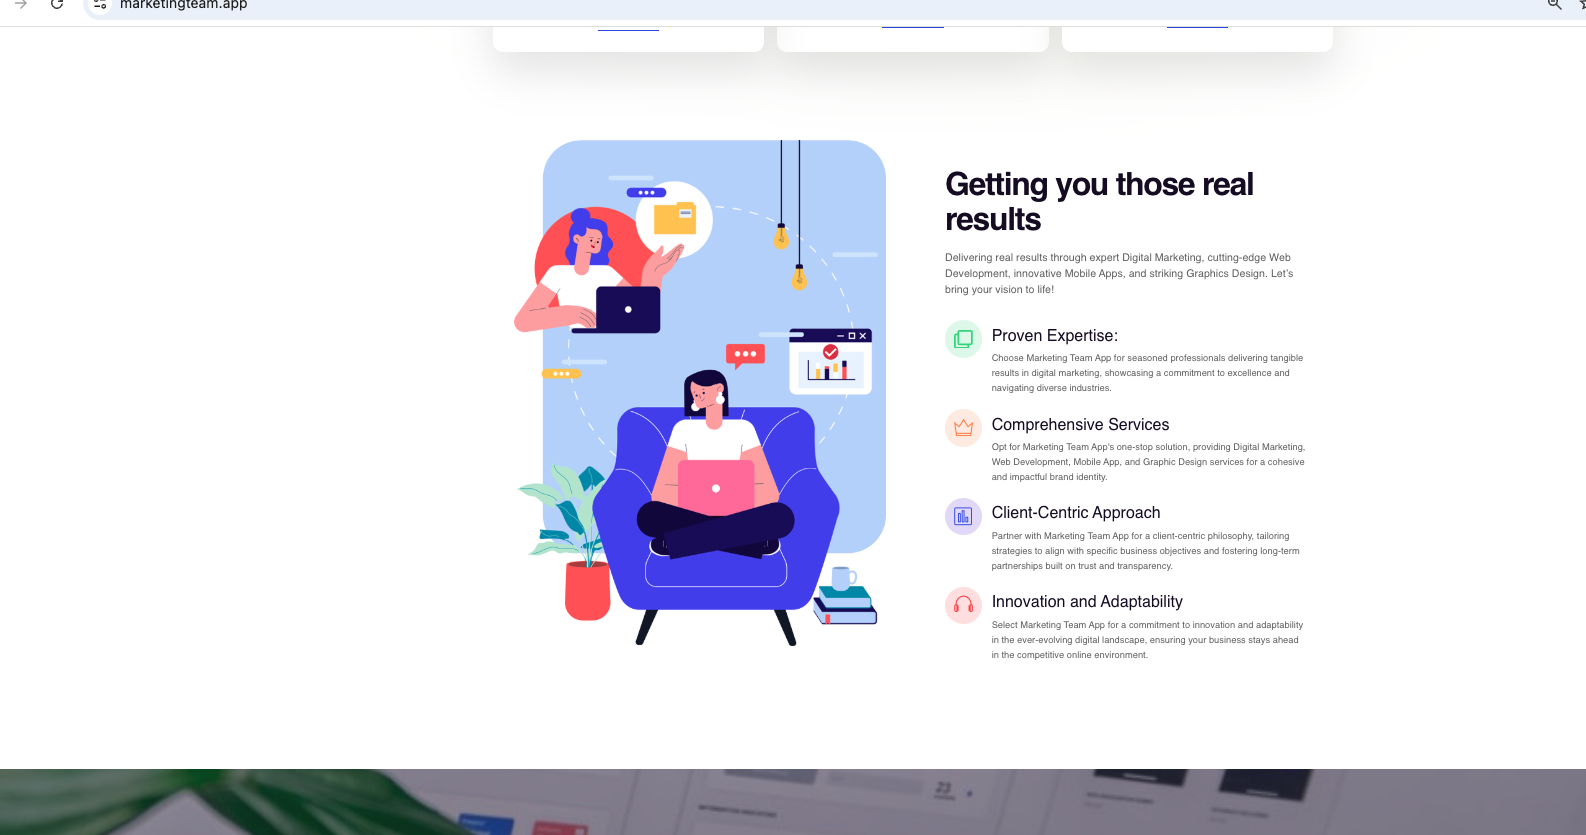 marketingteam.app
Getting you those real
results
Delivering real results through expert Digital Marketing, cutting-edge Web
Development, innovative Mobile Apps, and striking Graphics Design. Let's
bring your vision to life!
Proven Expertise:
Choose Marketing Team App for seasoned professionals delivering tangible
results in digital marketing, showcasing a commitment to excellence and
navigating diverse industries.
Comprehensive Services
Opt for Marketing Team App's one-stop solution, providing Digital Marketing,
Web Development, Mobile App, and Graphic Design services for a cohesive
and impactful brand identity.
Client-Centric Approach
Partner with Marketing Team App for a client-centric philosophy, tailoring
strategies to align with specific business objectives and fostering long-term
partnerships built on trust and transparency.
Innovation and Adaptability
Select Marketing Team App for a commitment to innovation and adaptability
in the ever-evolving digital landscape, ensuring your business stays ahead
in the competitive online environment.
23